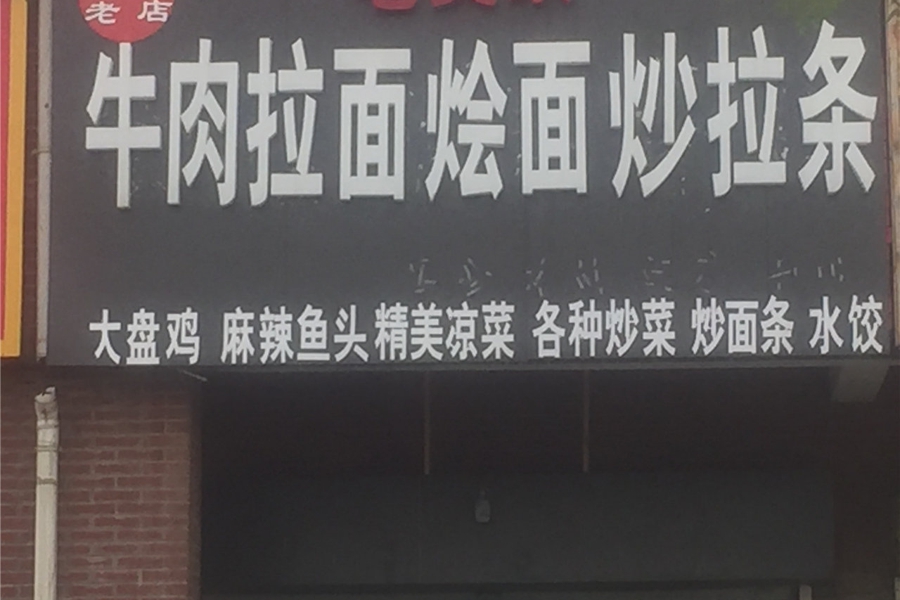 老店
牛肉拉面 烩面 炒拉条
大盘鸡 麻辣鱼头 精美凉菜 各种炒菜 炒面条 水饺